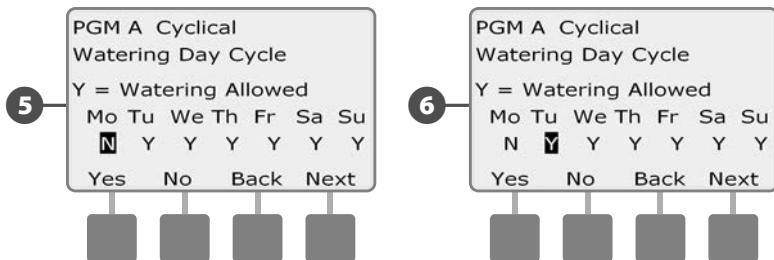 5
PGM A Cyclical
Watering Day Cycle
Y = Watering Allowed
Mo Tu We Th Fr Sa Su
N Y Y Y Y Y Y
Yes No Back Next
6
PGM A Cyclical
Watering Day Cycle
Y = Watering Allowed
Mo Tu We Th Fr Sa Su
N Y Y Y Y Y Y
Yes No Back Next